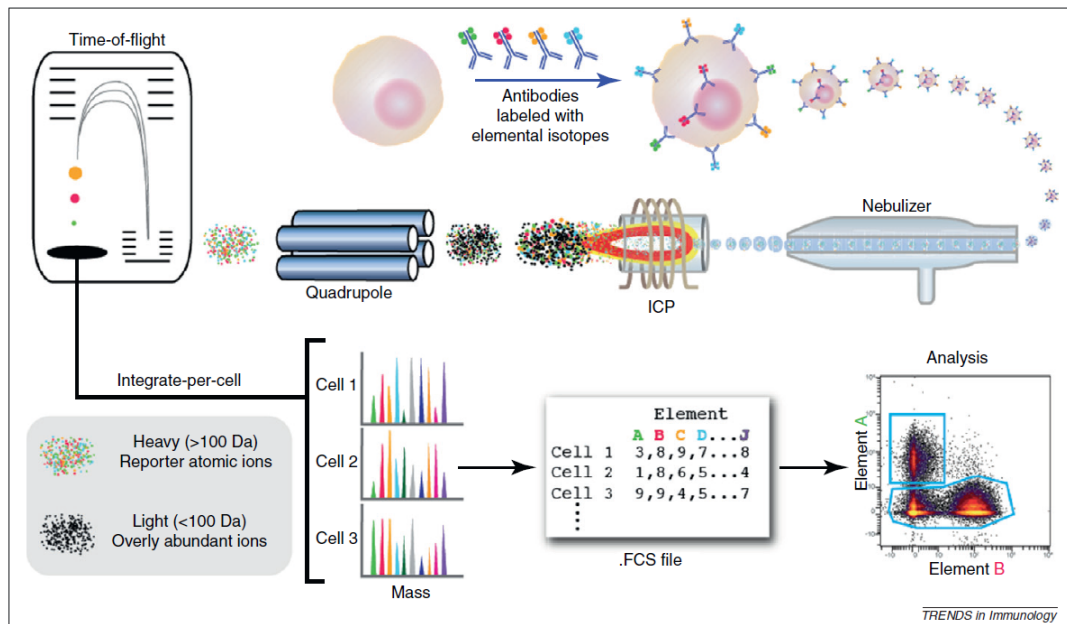 Time-of-flight
Antibodies
labeled with
elemental isotopes
Nebulizer
Quadrupole
ICP
Integrate-per-cell
Heavy (>100 Da)
Reporter atomic ions
Light (<100 Da)
Overly abundant ions
Cell 1
Cell 2
Cell 3
Mass
Element
A B C D...J
Cell 1 3,8,9,7...8
Cell 2 1,8,6,5...4
Cell 3 9,9,4,5...7
.FCS file
Analysis
Element A
Element B
TRENDS in Immunology